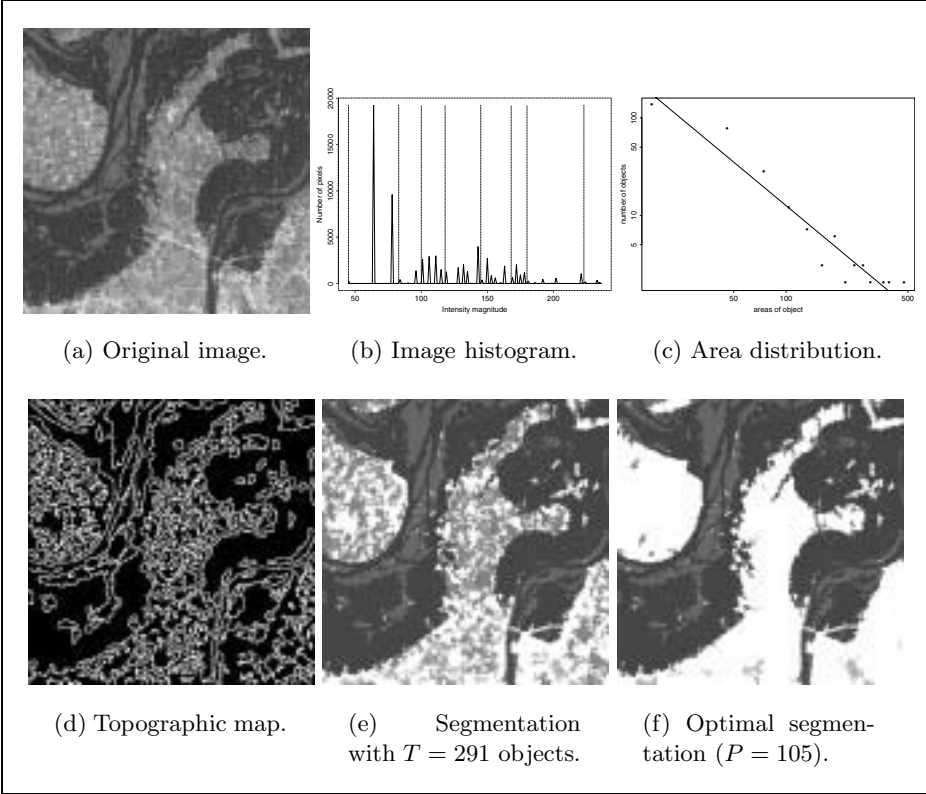 20000
15000
10000
5000
0
Number of pixels
50
100
150
200
Intensity magnitude
100
50
10
5
number of objects
50
100
500
areas of object
(a) Original image.
(b) Image histogram.
(c) Area distribution.
(d) Topographic map.
(e) Segmentation
with T = 291 objects.
(f) Optimal segmen-
tation (P = 105).